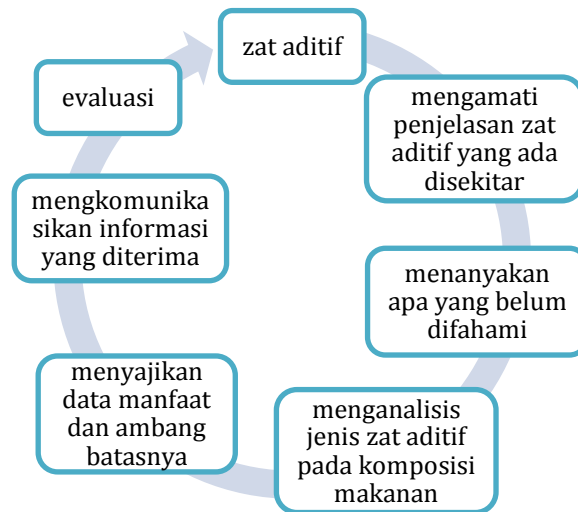 zat aditif
mengamati
penjelasan zat
aditif yang ada
disekitar
menanyakan
apa yang belum
difahami
menganalisis
jenis zat aditif
pada komposisi
makanan
menyajikan
data manfaat
dan ambang
batasnya
mengkomunika
sikan informasi
yang diterima
evaluasi